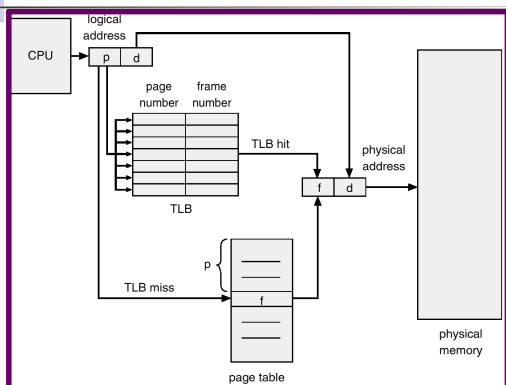 logical
address
CPU
p d
page
number
frame
number
TLB hit
physical
address
f d
TLB
p
TLB miss
f
physical
memory
page table